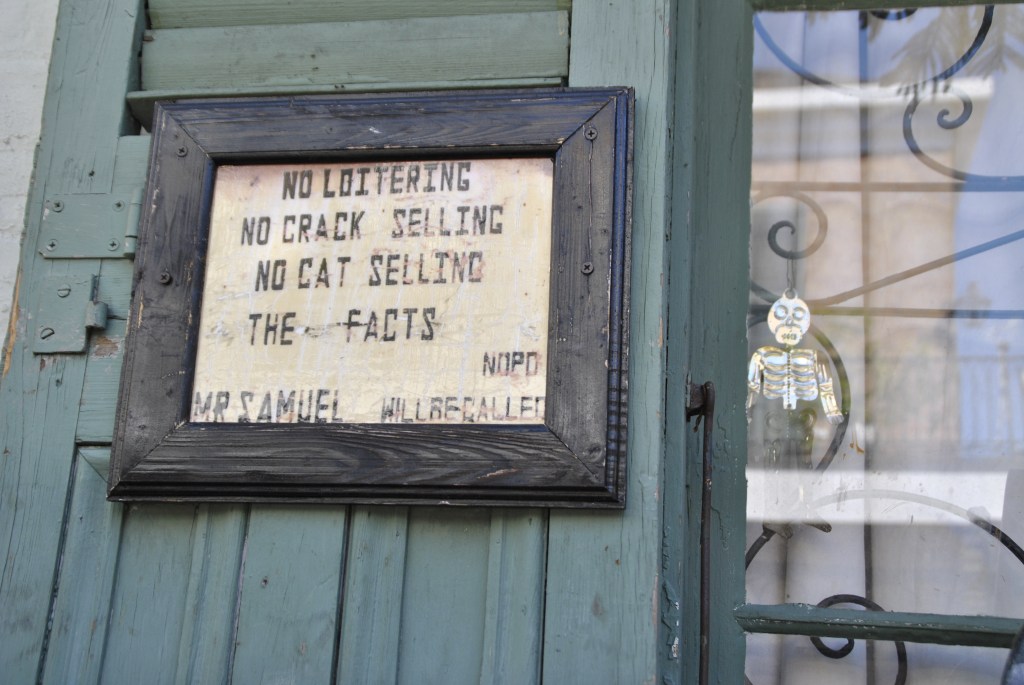 NO LOITERING
NO CRACK SELLING
NO CAT SELLING
THE FACTS
NOPD
MR SAMUEL WILLBECALLED